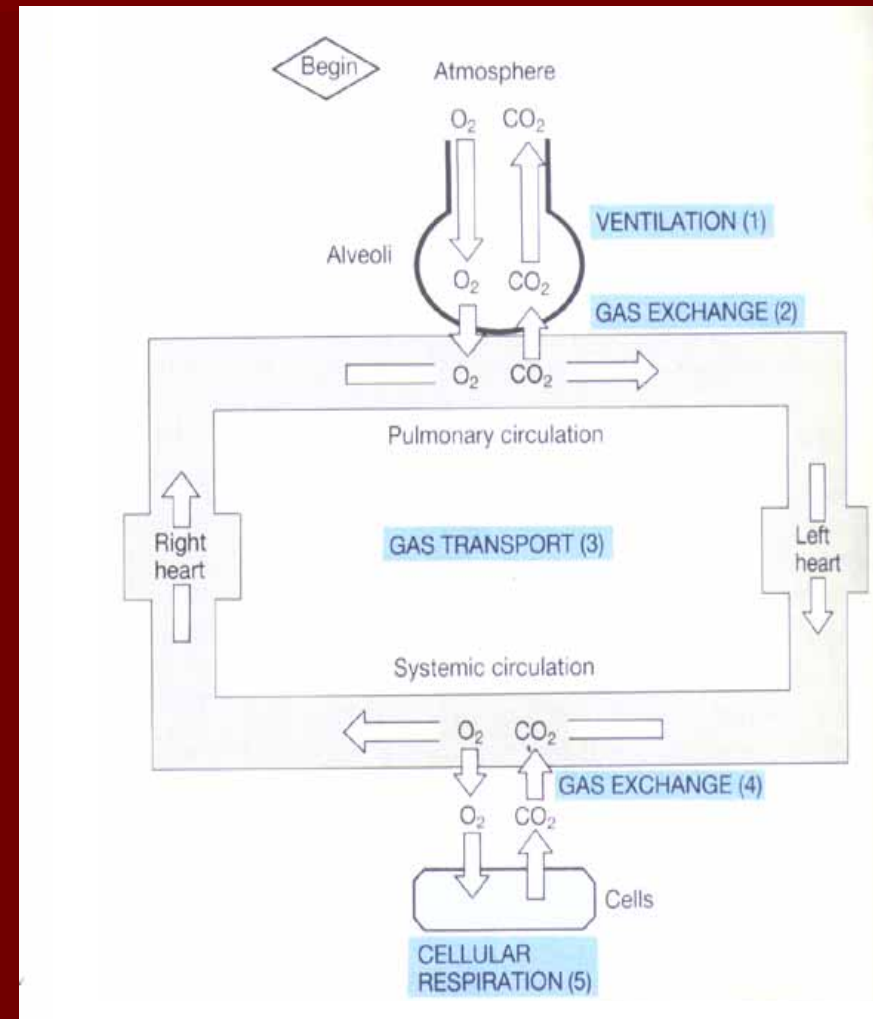 Begin
Atmosphere
O₂ CO₂
VENTILATION (1)
Alveoli
O₂ CO₂
GAS EXCHANGE (2)
O₂ CO₂
Pulmonary circulation
Right
heart
GAS TRANSPORT (3)
Left
heart
Systemic circulation
O₂ CO₂
GAS EXCHANGE (4)
O₂ CO₂
Cells
CELLULAR
RESPIRATION (5)